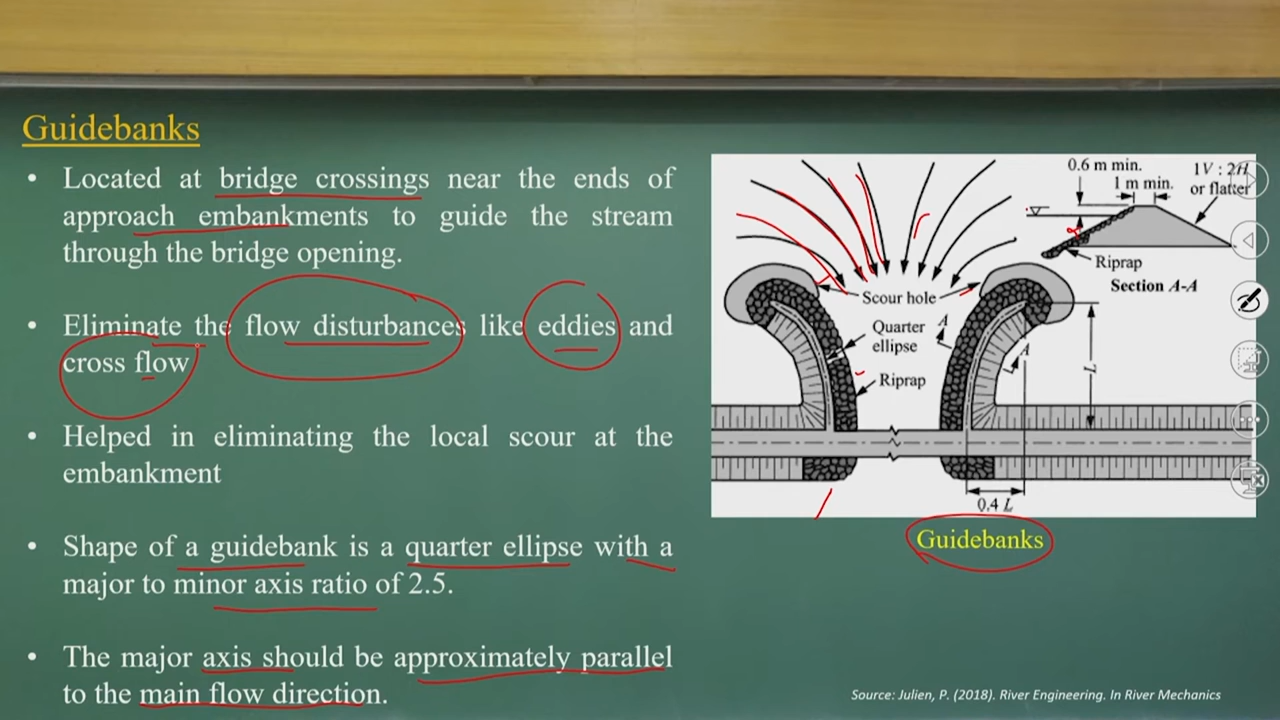 Guidebanks
• Located at bridge crossings near the ends of
approach embankments to guide the stream
through the bridge opening.
• Eliminate the flow disturbances like eddies and
cross flow
• Helped in eliminating the local scour at the
embankment
• Shape of a guidebank is a quarter ellipse with a
major to minor axis ratio of 2.5.
• The major axis should be approximately parallel
to the main flow direction.
0.6 m min.
1V : 2H
1 m min.
or flatter
Riprap
Section A-A
Scour hole
Quarter
ellipse
A
A
Riprap
L
0.4 L
Guidebanks
Source: Julien, P. (2018). River Engineering. In River Mechanics